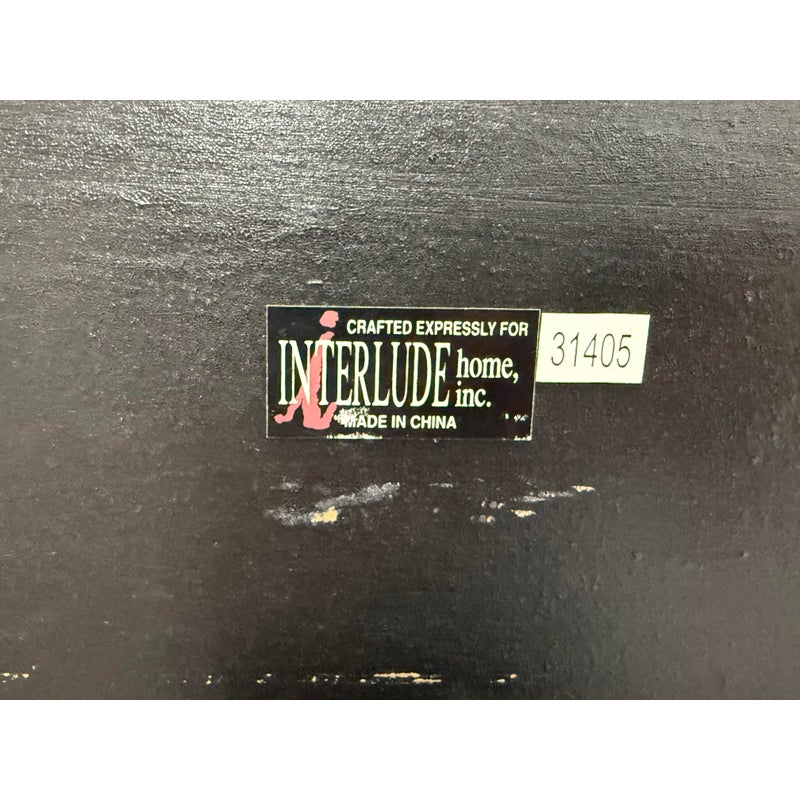 CRAFTED EXPRESSLY FOR
INTERLUDE home, inc.
MADE IN CHINA
31405